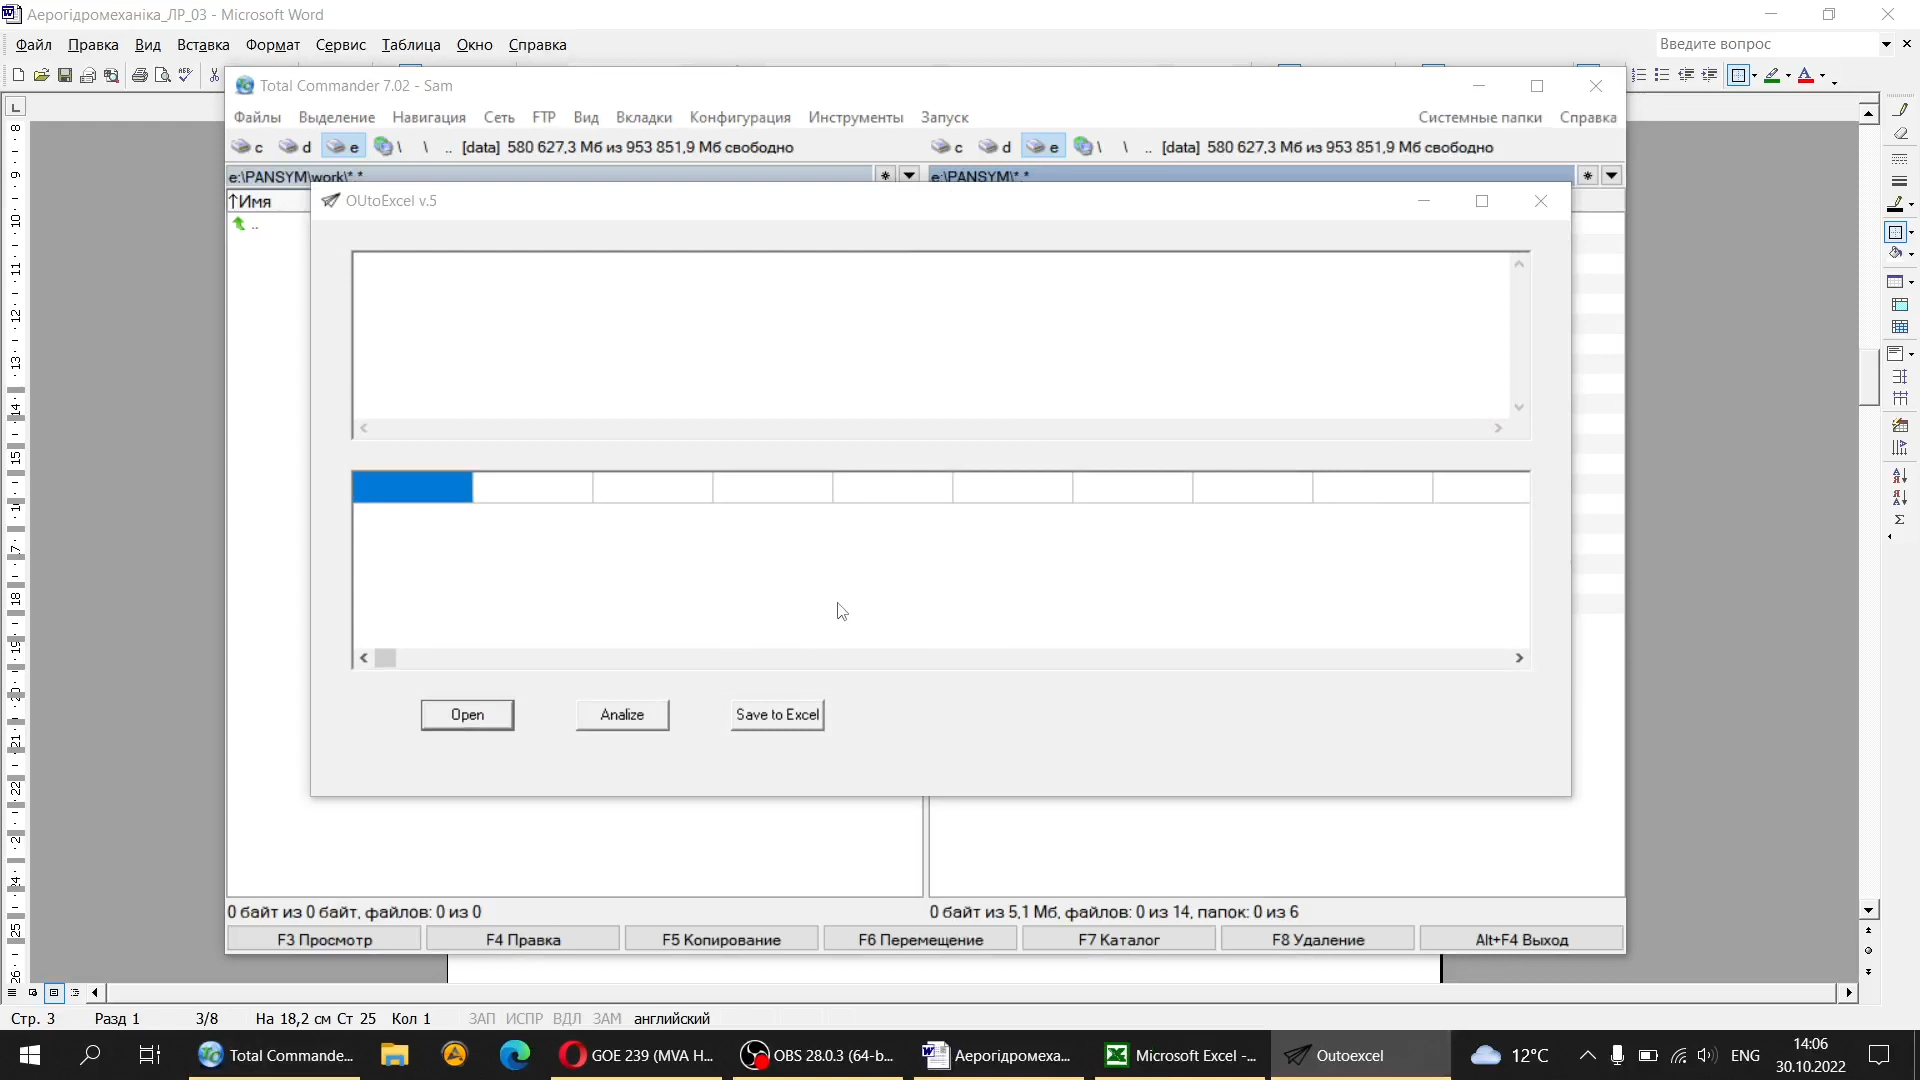 Аерогідромеханіка_ЛР_03 - Microsoft Word
Файл Правка Вид Вставка Формат Сервис Таблица Окно Справка
Введите вопрос
Total Commander 7.02 - Sam
Файлы Выделение Навигация Сеть FTP Вид Вкладки Конфигурация Инструменты Запуск
Системные папки Справка
c d e \ \ .. [data] 580 627,3 Мб из 953 851,9 Мб свободно
c d e \ \ .. [data] 580 627,3 Мб из 953 851,9 Мб свободно
e:\PANSYM\work\*.*
e:\PANSYM\*.*
↑Имя
..
OUtoExcel v.5
Open
Analize
Save to Excel
0 байт из 0 байт, файлов: 0 из 0
0 байт из 5,1 Мб, файлов: 0 из 14, папок: 0 из 6
F3 Просмотр
F4 Правка
F5 Копирование
F6 Перемещение
F7 Каталог
F8 Удаление
Alt+F4 Выход
Стр. 3 Разд 1 3/8 На 18,2 см Ст 25 Кол 1 ЗАП ИСПР ВДЛ ЗАМ английский
Total Commande...
GOE 239 (MVA H...
OBS 28.0.3 (64-b...
Аерогідромеха...
Microsoft Excel -...
Outoexcel
12°C
ENG
14:06
30.10.2022